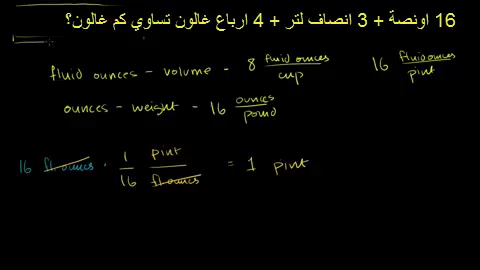 16 اونصة + 3 انصاف لتر + 4 ارباع غالون تساوي كم غالون؟
fluid ounces - volume - 8 fluid ounces/cup 16 fluid ounces/pint
ounces - weight - 16 ounces/pound
16 fl ounces · 1/16 pint/fl ounces = 1 pint